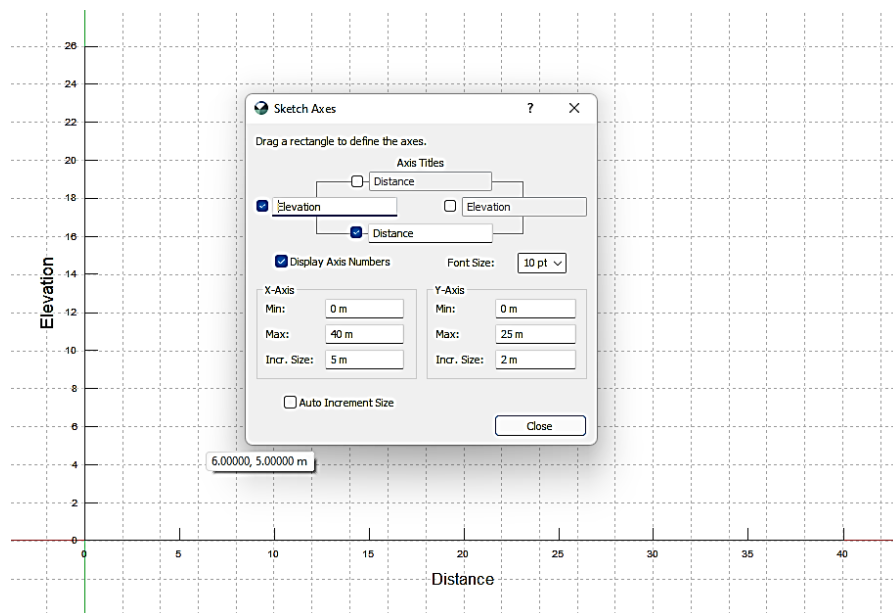 26
24
22
20
18
16
14
12
10
8
6
4
2
0
Elevation
Sketch Axes ? ×
Drag a rectangle to define the axes.
Axis Titles
Distance
Elevation Elevation
Distance
Display Axis Numbers Font Size: 10 pt
X-Axis Y-Axis
Min: 0 m Min: 0 m
Max: 40 m Max: 25 m
Incr. Size: 5 m Incr. Size: 2 m
Auto Increment Size
Close
6.00000, 5.00000 m
0 5 10 15 20 25 30 35 40
Distance